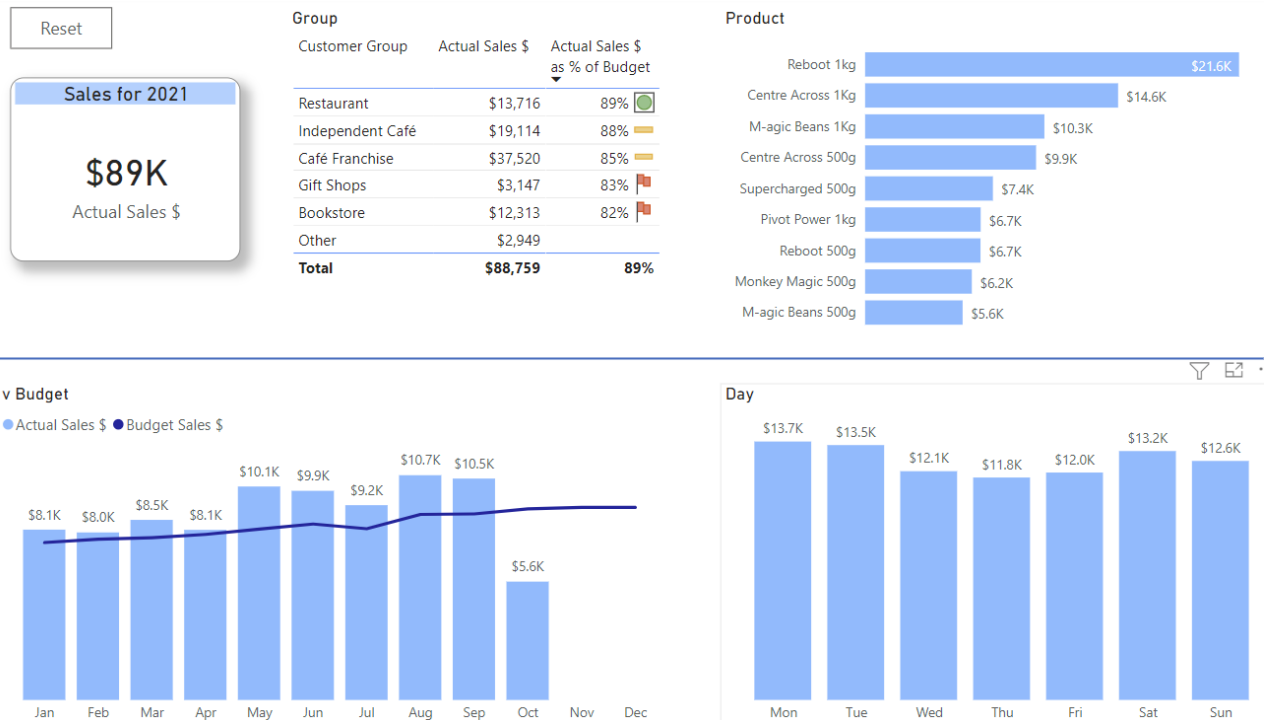 Reset
Sales for 2021
$89K
Actual Sales $
Group
Customer Group Actual Sales $ Actual Sales $
as % of Budget
Restaurant $13,716 89%
Independent Café $19,114 88%
Café Franchise $37,520 85%
Gift Shops $3,147 83%
Bookstore $12,313 82%
Other $2,949
Total $88,759 89%
Product
Reboot 1kg $21.6K
Centre Across 1Kg $14.6K
M-agic Beans 1Kg $10.3K
Centre Across 500g $9.9K
Supercharged 500g $7.4K
Pivot Power 1kg $6.7K
Reboot 500g $6.7K
Monkey Magic 500g $6.2K
M-agic Beans 500g $5.6K
v Budget
Actual Sales $ Budget Sales $
$8.1K $8.0K $8.5K $8.1K $10.1K $9.9K $9.2K $10.7K $10.5K $5.6K
Jan Feb Mar Apr May Jun Jul Aug Sep Oct Nov Dec
Day
$13.7K $13.5K $12.1K $11.8K $12.0K $13.2K $12.6K
Mon Tue Wed Thu Fri Sat Sun